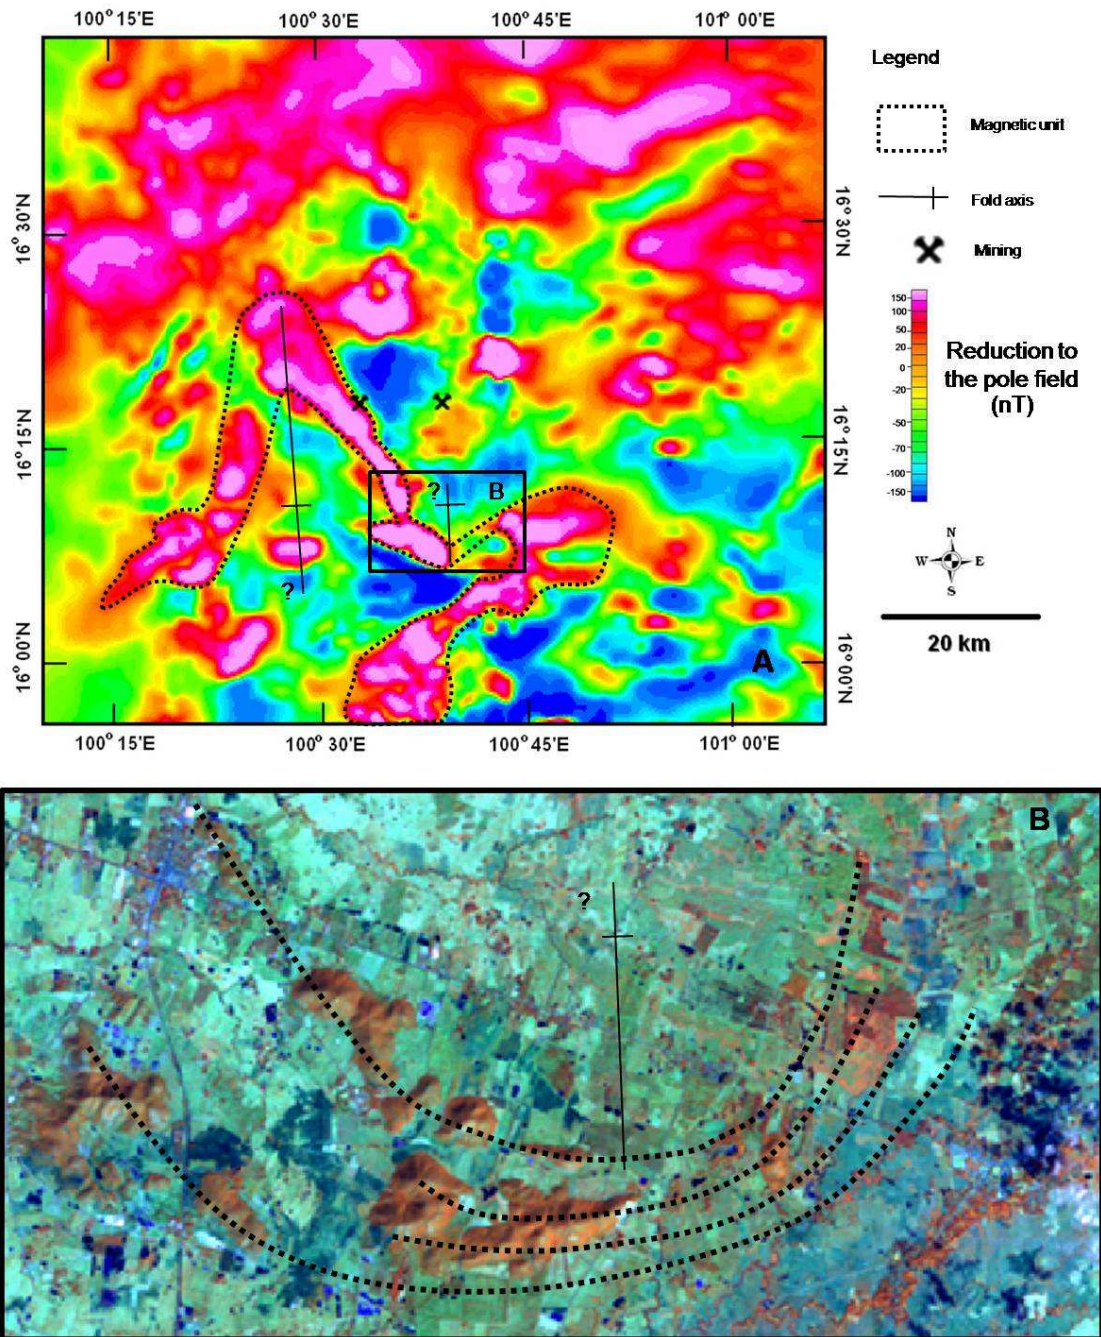 100° 15'E 100° 30'E 100° 45'E 101° 00'E
Legend
Magnetic unit
Fold axis
Mining
150
100
50
20
0
-20
-50
-70
-100
-150
Reduction to
the pole field
(nT)
N
W E
S
20 km
16° 30'N
16° 15'N
16° 00'N
16° 30'N
16° 15'N
16° 00'N
?
B
?
A
100° 15'E 100° 30'E 100° 45'E 101° 00'E
B
?